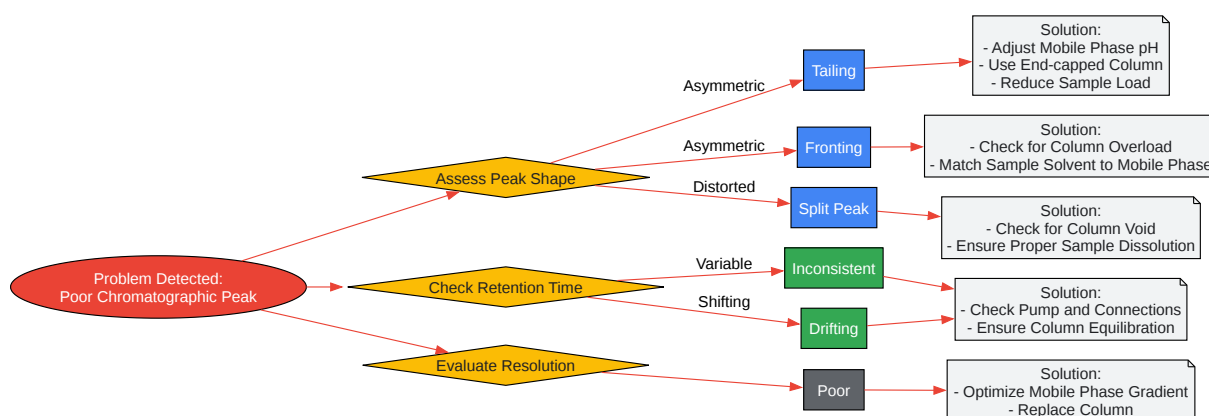 Problem Detected:
Poor Chromatographic Peak
Assess Peak Shape
Asymmetric
Tailing
Solution:
- Adjust Mobile Phase pH
- Use End-capped Column
- Reduce Sample Load
Asymmetric
Fronting
Solution:
- Check for Column Overload
- Match Sample Solvent to Mobile Phase
Distorted
Split Peak
Solution:
- Check for Column Void
- Ensure Proper Sample Dissolution
Check Retention Time
Variable
Inconsistent
Shifting
Drifting
Solution:
- Check Pump and Connections
- Ensure Column Equilibration
Evaluate Resolution
Poor
Solution:
- Optimize Mobile Phase Gradient
- Replace Column